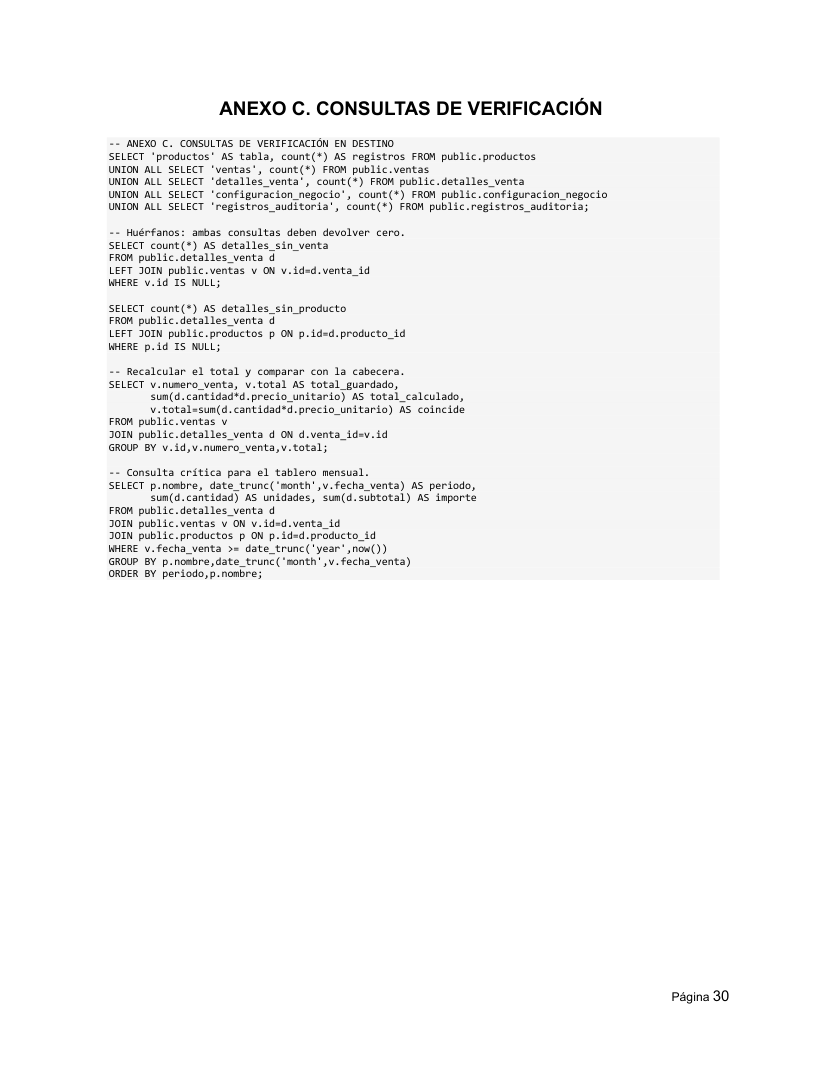 ANEXO C. CONSULTAS DE VERIFICACIÓN
-- ANEXO C. CONSULTAS DE VERIFICACIÓN EN DESTINO
SELECT 'productos' AS tabla, count(*) AS registros FROM public.productos
UNION ALL SELECT 'ventas', count(*) FROM public.ventas
UNION ALL SELECT 'detalles_venta', count(*) FROM public.detalles_venta
UNION ALL SELECT 'configuracion_negocio', count(*) FROM public.configuracion_negocio
UNION ALL SELECT 'registros_auditoria', count(*) FROM public.registros_auditoria;

-- Huérfanos: ambas consultas deben devolver cero.
SELECT count(*) AS detalles_sin_venta
FROM public.detalles_venta d
LEFT JOIN public.ventas v ON v.id=d.venta_id
WHERE v.id IS NULL;

SELECT count(*) AS detalles_sin_producto
FROM public.detalles_venta d
LEFT JOIN public.productos p ON p.id=d.producto_id
WHERE p.id IS NULL;

-- Recalcular el total y comparar con la cabecera.
SELECT v.numero_venta, v.total AS total_guardado,
       sum(d.cantidad*d.precio_unitario) AS total_calculado,
       v.total=sum(d.cantidad*d.precio_unitario) AS coincide
FROM public.ventas v
JOIN public.detalles_venta d ON d.venta_id=v.id
GROUP BY v.id,v.numero_venta,v.total;

-- Consulta crítica para el tablero mensual.
SELECT p.nombre, date_trunc('month',v.fecha_venta) AS periodo,
       sum(d.cantidad) AS unidades, sum(d.subtotal) AS importe
FROM public.detalles_venta d
JOIN public.ventas v ON v.id=d.venta_id
JOIN public.productos p ON p.id=d.producto_id
WHERE v.fecha_venta >= date_trunc('year',now())
GROUP BY p.nombre,date_trunc('month',v.fecha_venta)
ORDER BY periodo,p.nombre;
Página 30